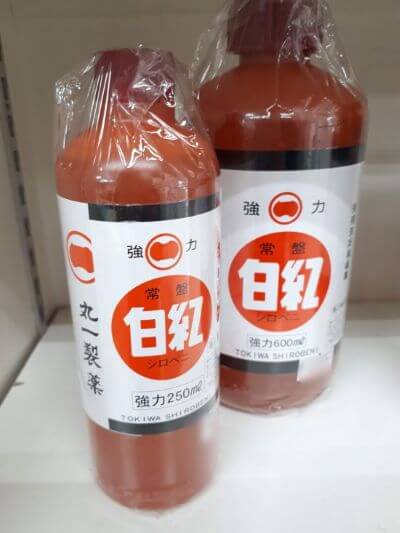 丸一製薬
強 力
常盤
白紅
シロベニ
強力250㎖
TOKIWA SHIROBENI
強 力
常盤
白紅
シロベニ
強力600㎖
TOKIWA SHIROBENI